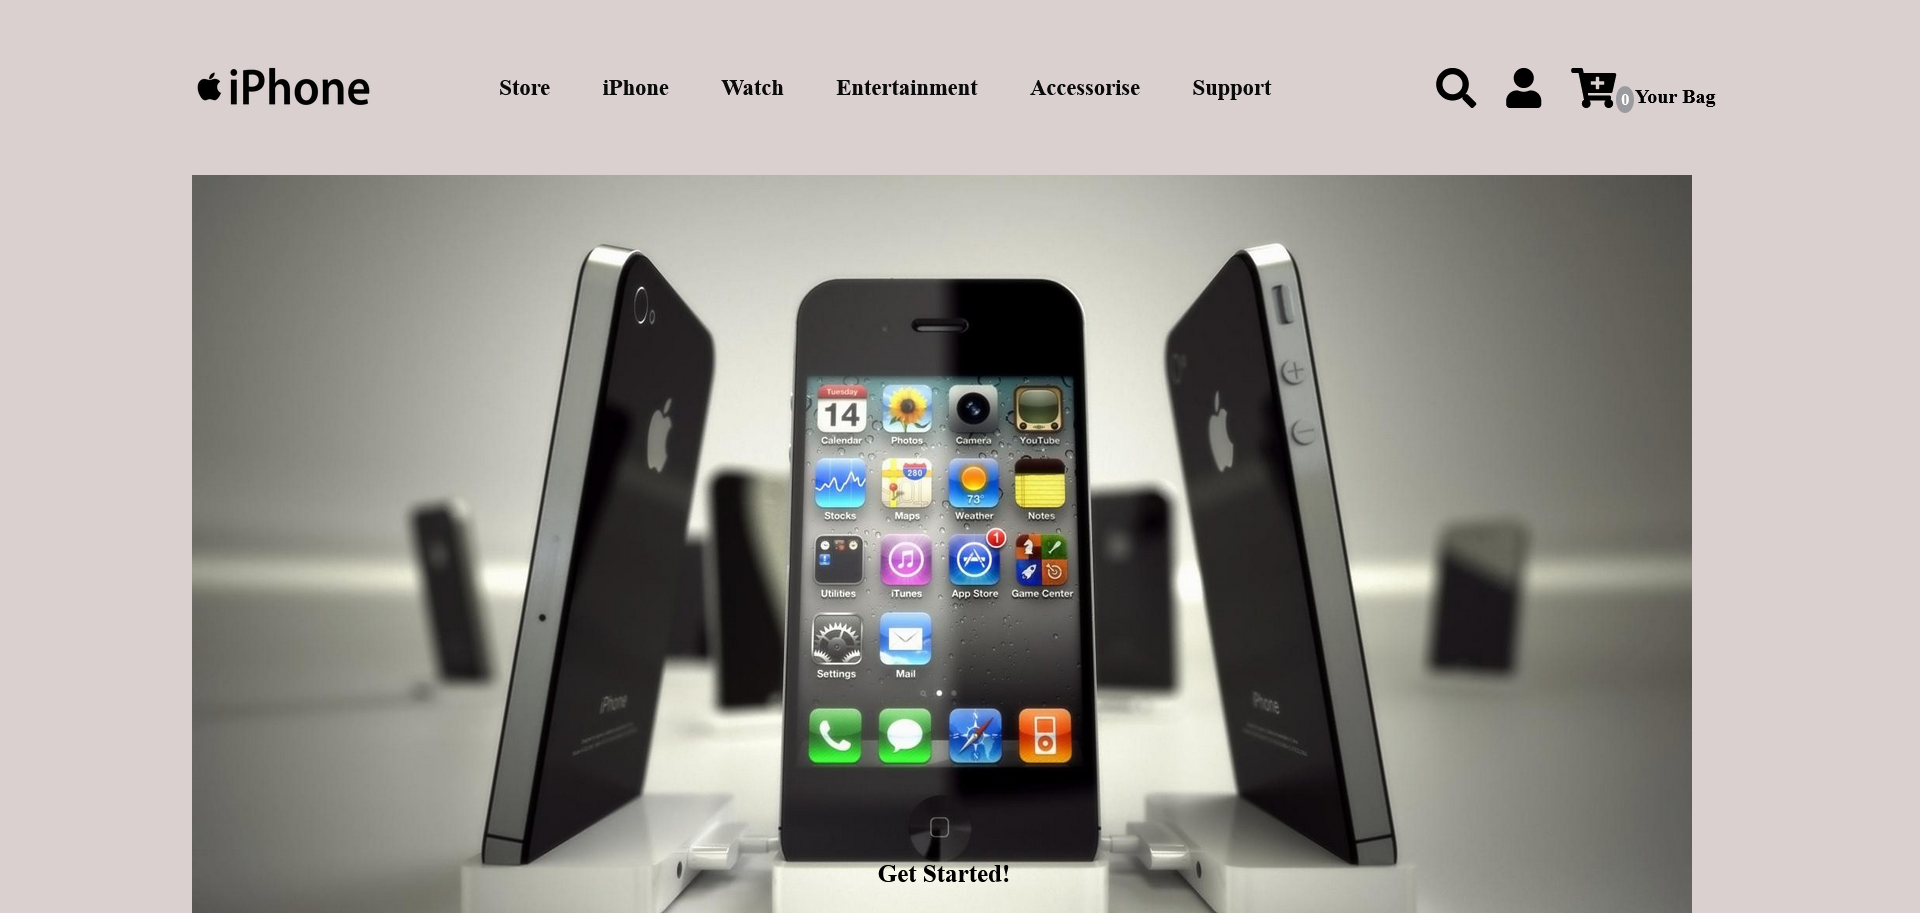 iPhone
Store iPhone Watch Entertainment Accessorise Support
0 Your Bag
Tuesday
14
Calendar Photos Camera YouTube
280
73°
Stocks Maps Weather Notes
1
Utilities iTunes App Store Game Center
Settings Mail
iPhone
iPhone
Get Started!